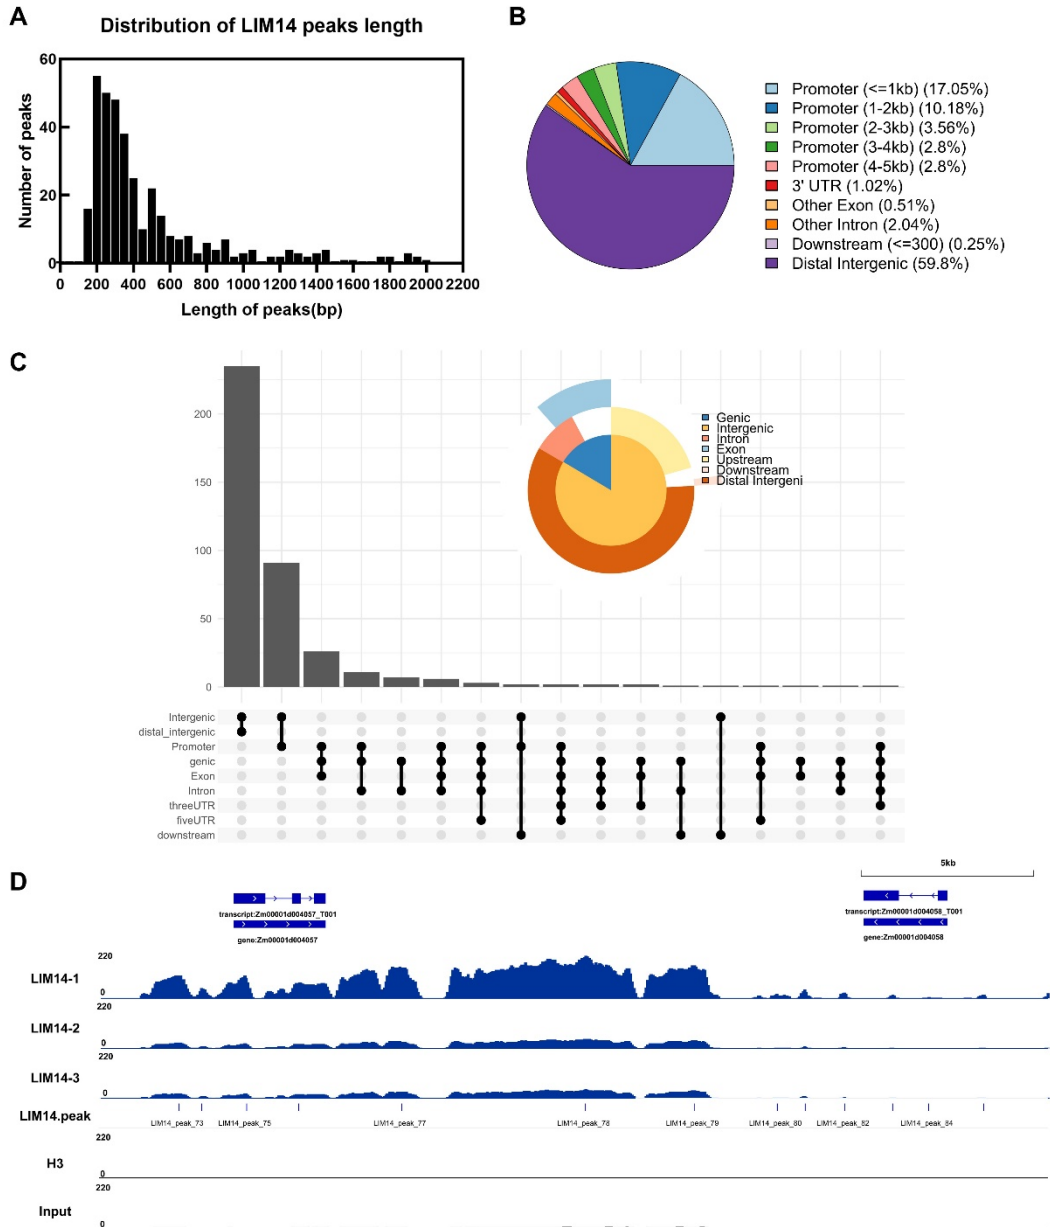 A
Distribution of LIM14 peaks length
60
40
20
0
Number of peaks
0 200 400 600 800 1000 1200 1400 1600 1800 2000 2200
Length of peaks(bp)
B
Promoter (<=1kb) (17.05%)
Promoter (1-2kb) (10.18%)
Promoter (2-3kb) (3.56%)
Promoter (3-4kb) (2.8%)
Promoter (4-5kb) (2.8%)
3' UTR (1.02%)
Other Exon (0.51%)
Other Intron (2.04%)
Downstream (<=300) (0.25%)
Distal Intergenic (59.8%)
C
200
150
100
50
0
Genic
Intergenic
Intron
Exon
Upstream
Downstream
Distal Intergeni
Intergenic
distal_intergenic
Promoter
genic
Exon
Intron
threeUTR
fiveUTR
downstream
D
5kb
transcript:Zm00001d004057_T001
gene:Zm00001d004057
transcript:Zm00001d004058_T001
gene:Zm00001d004058
220
LIM14-1
0
220
LIM14-2
0
220
LIM14-3
0
LIM14.peak
LIM14_peak_73 LIM14_peak_75 LIM14_peak_77 LIM14_peak_78 LIM14_peak_79 LIM14_peak_80 LIM14_peak_82 LIM14_peak_84
220
H3
0
220
Input
0